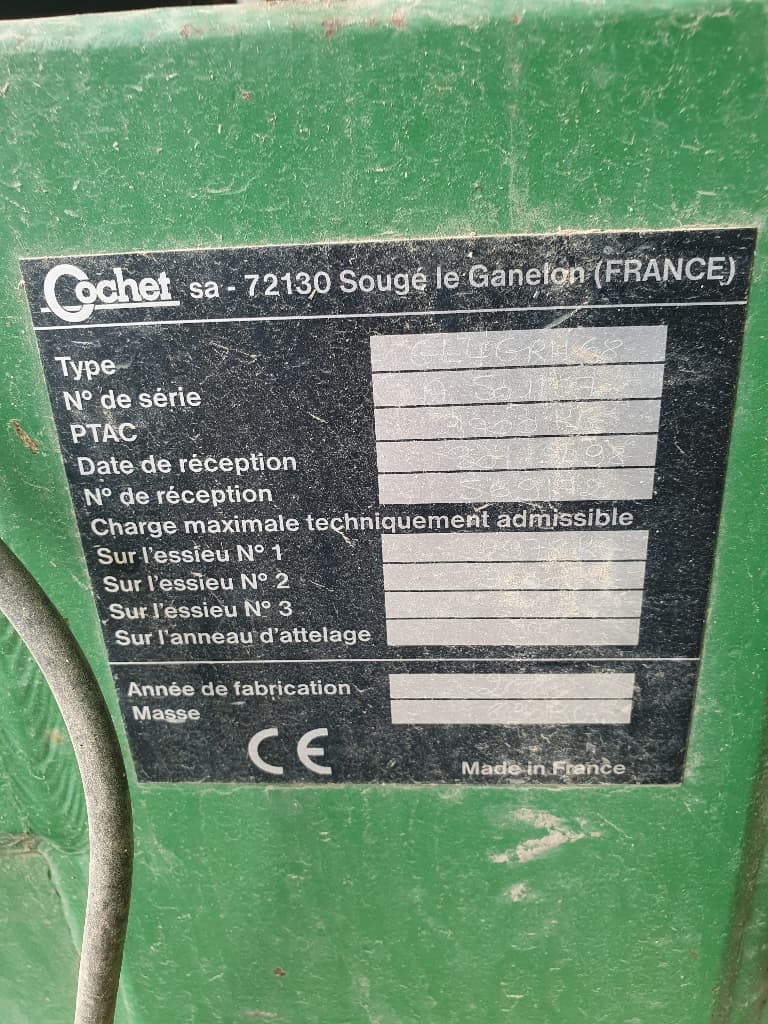 Cochet sa - 72130 Sougé le Ganelon (FRANCE)
Type
N° de série
PTAC
Date de réception
N° de réception
Charge maximale techniquement admissible
Sur l'essieu N° 1
Sur l'essieu N° 2
Sur l'essieu N° 3
Sur l'anneau d'attelage
Année de fabrication
Masse
CE
Made in France